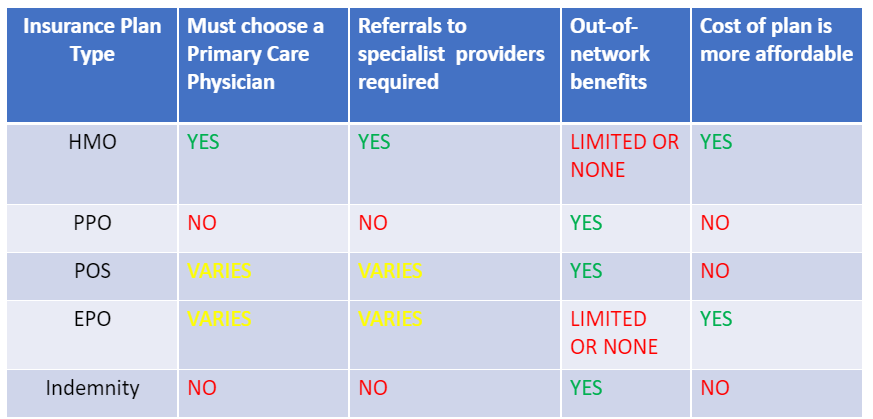 Insurance Plan Type
Must choose a Primary Care Physician
Referrals to specialist providers required
Out-of-network benefits
Cost of plan is more affordable
HMO
YES
YES
LIMITED OR NONE
YES
PPO
NO
NO
YES
NO
POS
VARIES
VARIES
YES
NO
EPO
VARIES
VARIES
LIMITED OR NONE
YES
Indemnity
NO
NO
YES
NO